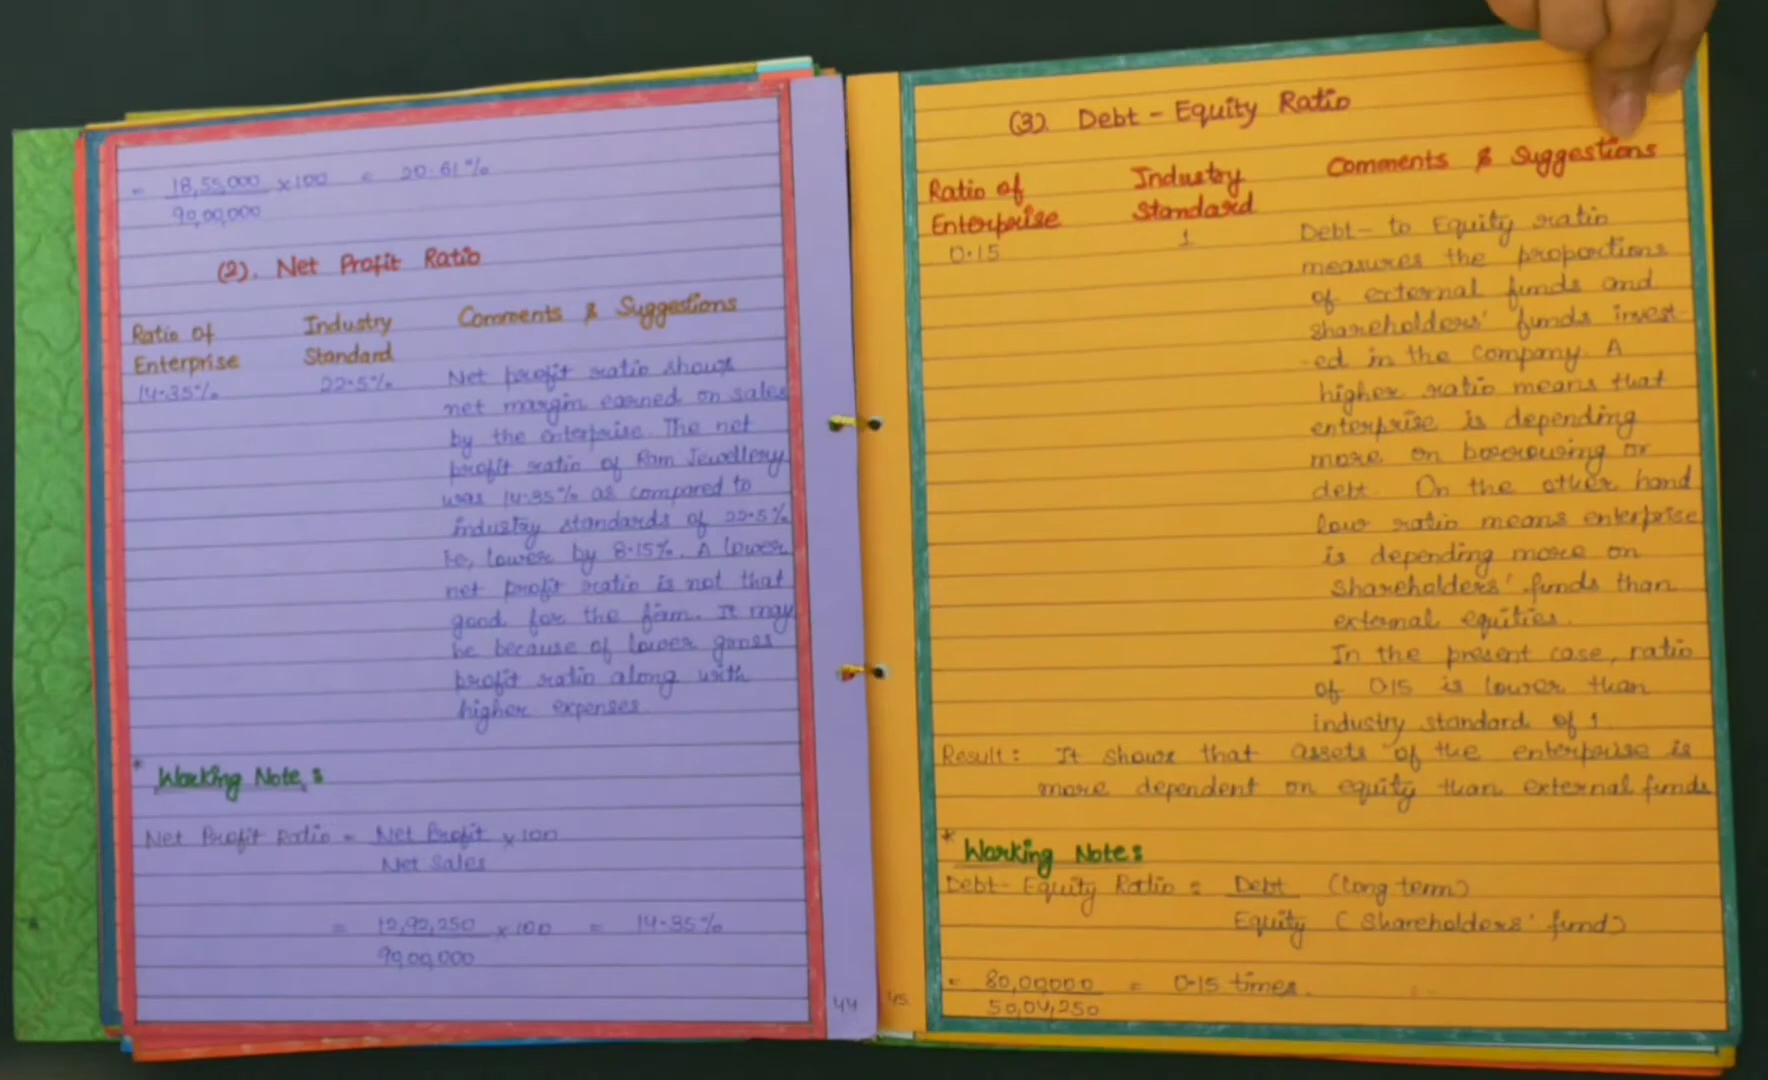 = 18,55,000 x 100 = 20.61%
90,00,000
(2). Net Profit Ratio
Ratio of Enterprise
Industry Standard
Comments & Suggestions
14.35%
22.5%
Net profit ratio shows
net margin earned on sales
by the enterprise. The net
profit ratio of Ram Jewellery
was 14.35% as compared to
industry standards of 22.5%
i.e, lower by 8.15%. A lower
net profit ratio is not that
good for the firm. It may
be because of lower gross
profit ratio along with
higher expenses.
* Working Note :
Net Profit Ratio = Net Profit x 100
Net Sales
= 12,92,250 x 100 = 14.35%
90,00,000
44
(3). Debt - Equity Ratio
Ratio of Enterprise
Industry Standard
Comments & Suggestions
0.15
1
Debt - to Equity ratio
measures the proportions
of external funds and
shareholders' funds invest
-ed in the company. A
higher ratio means that
enterprise is depending
more on borrowing or
debt. On the other hand
low ratio means enterprise
is depending more on
shareholders' funds than
external equities.
In the present case, ratio
of 0.15 is lower than
industry standard of 1.
Result : It shows that assets of the enterprise is
more dependent on equity than external funds
* Working Note :
Debt - Equity Ratio = Debt (long term)
Equity (Shareholders' fund)
= 80,00000 = 0.15 times.
50,04,250
45